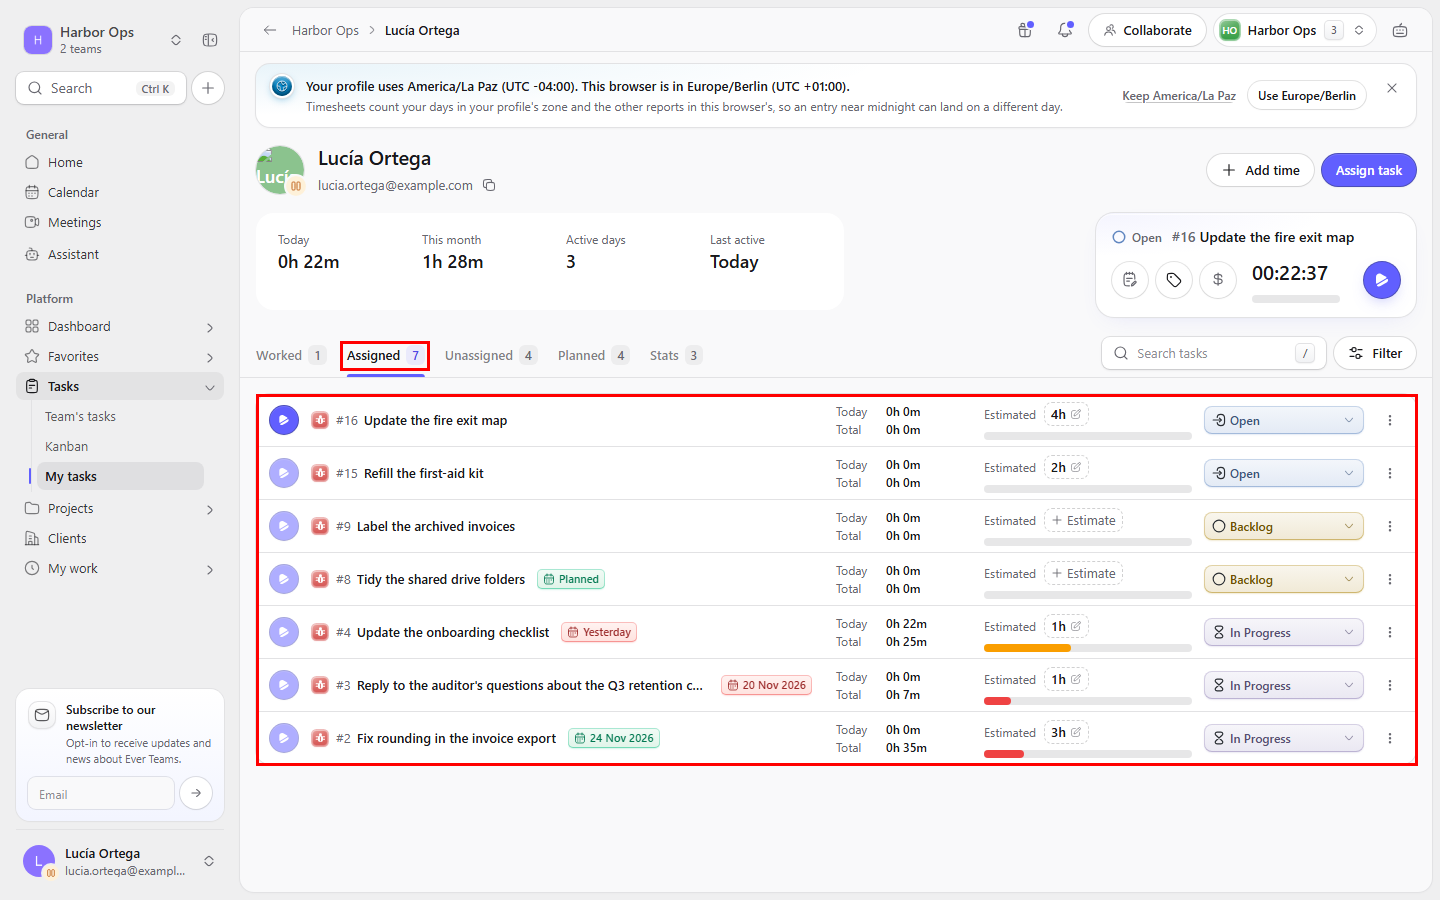 H
Harbor Ops
2 teams
Search
Ctrl K
General
Home
Calendar
Meetings
Assistant
Platform
Dashboard
Favorites
Tasks
Team's tasks
Kanban
My tasks
Projects
Clients
My work
Subscribe to our
newsletter
Opt-in to receive updates and
news about Ever Teams.
Email
L
Lucía Ortega
lucia.ortega@exampl...
Harbor Ops
Lucía Ortega
Collaborate
HO
Harbor Ops
3
Your profile uses America/La Paz (UTC -04:00). This browser is in Europe/Berlin (UTC +01:00).
Timesheets count your days in your profile's zone and the other reports in this browser's, so an entry near midnight can land on a different day.
Keep America/La Paz
Use Europe/Berlin
Lucí
Lucía Ortega
lucia.ortega@example.com
Add time
Assign task
Today
0h 22m
This month
1h 28m
Active days
3
Last active
Today
Open #16 Update the fire exit map
$
00:22:37
Worked 1
Assigned 7
Unassigned 4
Planned 4
Stats 3
Search tasks
/
Filter
#16 Update the fire exit map
Today 0h 0m
Total 0h 0m
Estimated 4h
Open
#15 Refill the first-aid kit
Today 0h 0m
Total 0h 0m
Estimated 2h
Open
#9 Label the archived invoices
Today 0h 0m
Total 0h 0m
Estimated + Estimate
Backlog
#8 Tidy the shared drive folders
Planned
Today 0h 0m
Total 0h 0m
Estimated + Estimate
Backlog
#4 Update the onboarding checklist
Yesterday
Today 0h 22m
Total 0h 25m
Estimated 1h
In Progress
#3 Reply to the auditor's questions about the Q3 retention c...
20 Nov 2026
Today 0h 0m
Total 0h 7m
Estimated 1h
In Progress
#2 Fix rounding in the invoice export
24 Nov 2026
Today 0h 0m
Total 0h 35m
Estimated 3h
In Progress